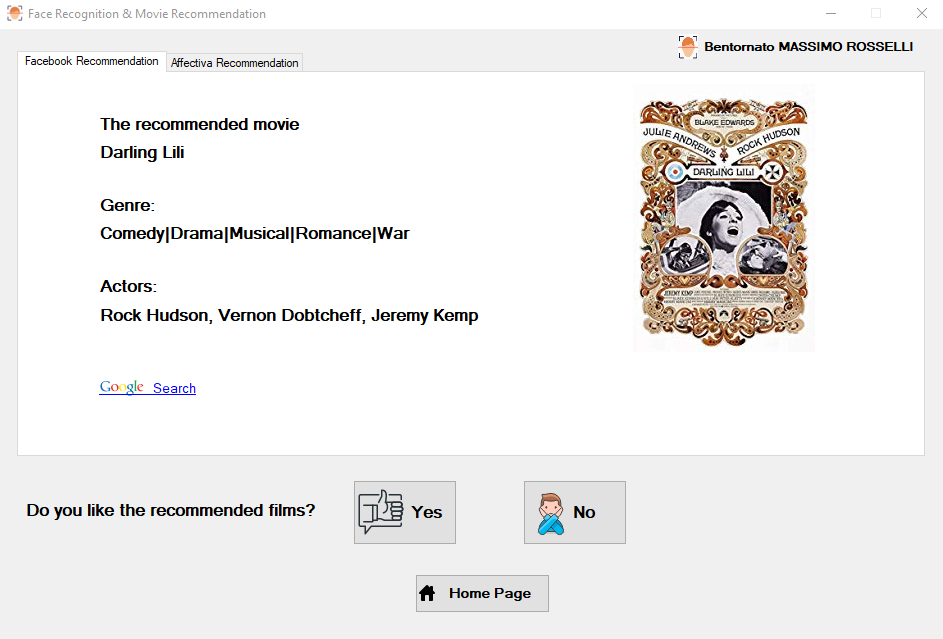 Face Recognition & Movie Recommendation
Bentornato MASSIMO ROSSELLI
Facebook Recommendation
Affectiva Recommendation
The recommended movie
Darling Lili
Genre:
Comedy|Drama|Musical|Romance|War
Actors:
Rock Hudson, Vernon Dobtcheff, Jeremy Kemp
Google Search
BLAKE EDWARDS
JULIE ANDREWS
ROCK HUDSON
DARLING LILI
JEREMY KEMP
Do you like the recommended films?
Yes
No
Home Page